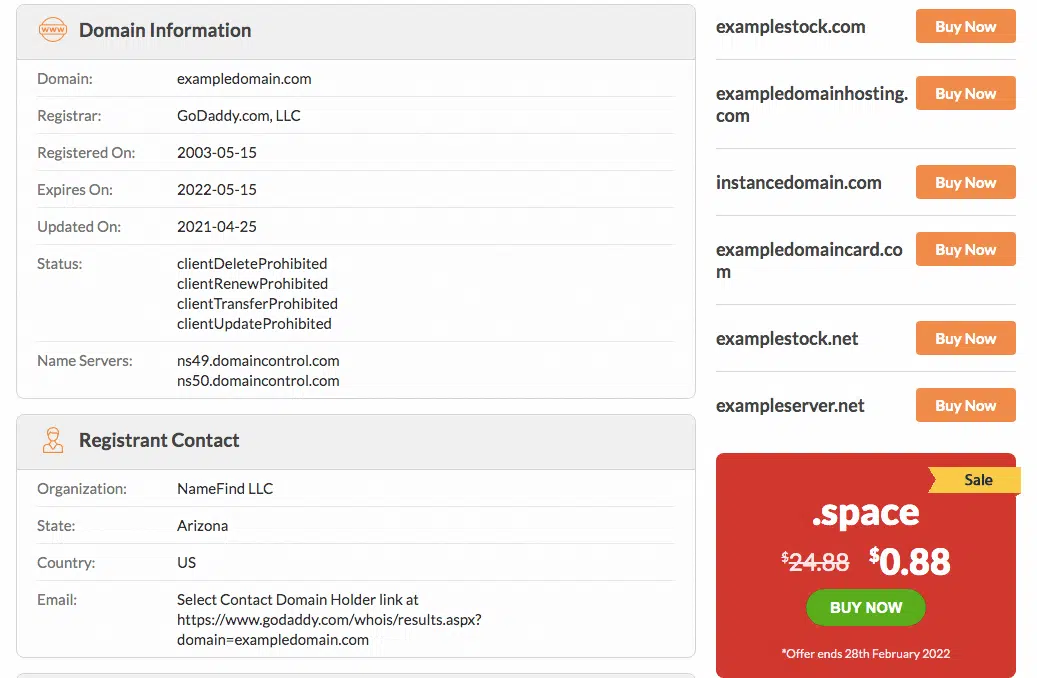 www
Domain Information
Domain: exampledomain.com
Registrar: GoDaddy.com, LLC
Registered On: 2003-05-15
Expires On: 2022-05-15
Updated On: 2021-04-25
Status: clientDeleteProhibited
clientRenewProhibited
clientTransferProhibited
clientUpdateProhibited
Name Servers: ns49.domaincontrol.com
ns50.domaincontrol.com
Registrant Contact
Organization: NameFind LLC
State: Arizona
Country: US
Email: Select Contact Domain Holder link at
https://www.godaddy.com/whois/results.aspx?
domain=exampledomain.com
examplestock.com Buy Now
exampledomainhosting. Buy Now
com
instancedomain.com Buy Now
exampledomaincard.co Buy Now
m
examplestock.net Buy Now
exampleserver.net Buy Now
Sale
.space
$24.88 $0.88
BUY NOW
*Offer ends 28th February 2022